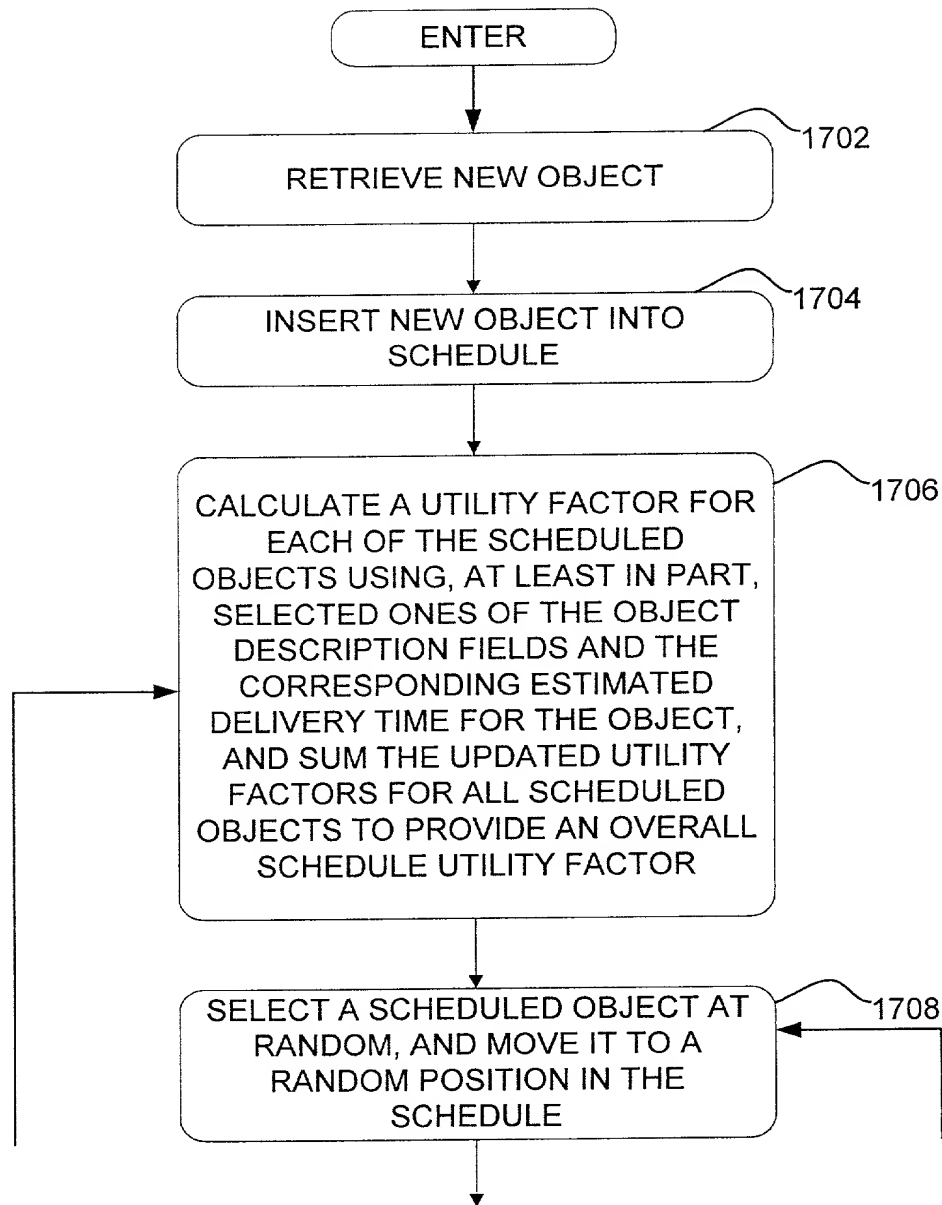 ENTER
1702
RETRIEVE NEW OBJECT
1704
INSERT NEW OBJECT INTO
SCHEDULE
1706
CALCULATE A UTILITY FACTOR FOR
EACH OF THE SCHEDULED
OBJECTS USING, AT LEAST IN PART,
SELECTED ONES OF THE OBJECT
DESCRIPTION FIELDS AND THE
CORRESPONDING ESTIMATED
DELIVERY TIME FOR THE OBJECT,
AND SUM THE UPDATED UTILITY
FACTORS FOR ALL SCHEDULED
OBJECTS TO PROVIDE AN OVERALL
SCHEDULE UTILITY FACTOR
1708
SELECT A SCHEDULED OBJECT AT
RANDOM, AND MOVE IT TO A
RANDOM POSITION IN THE
SCHEDULE